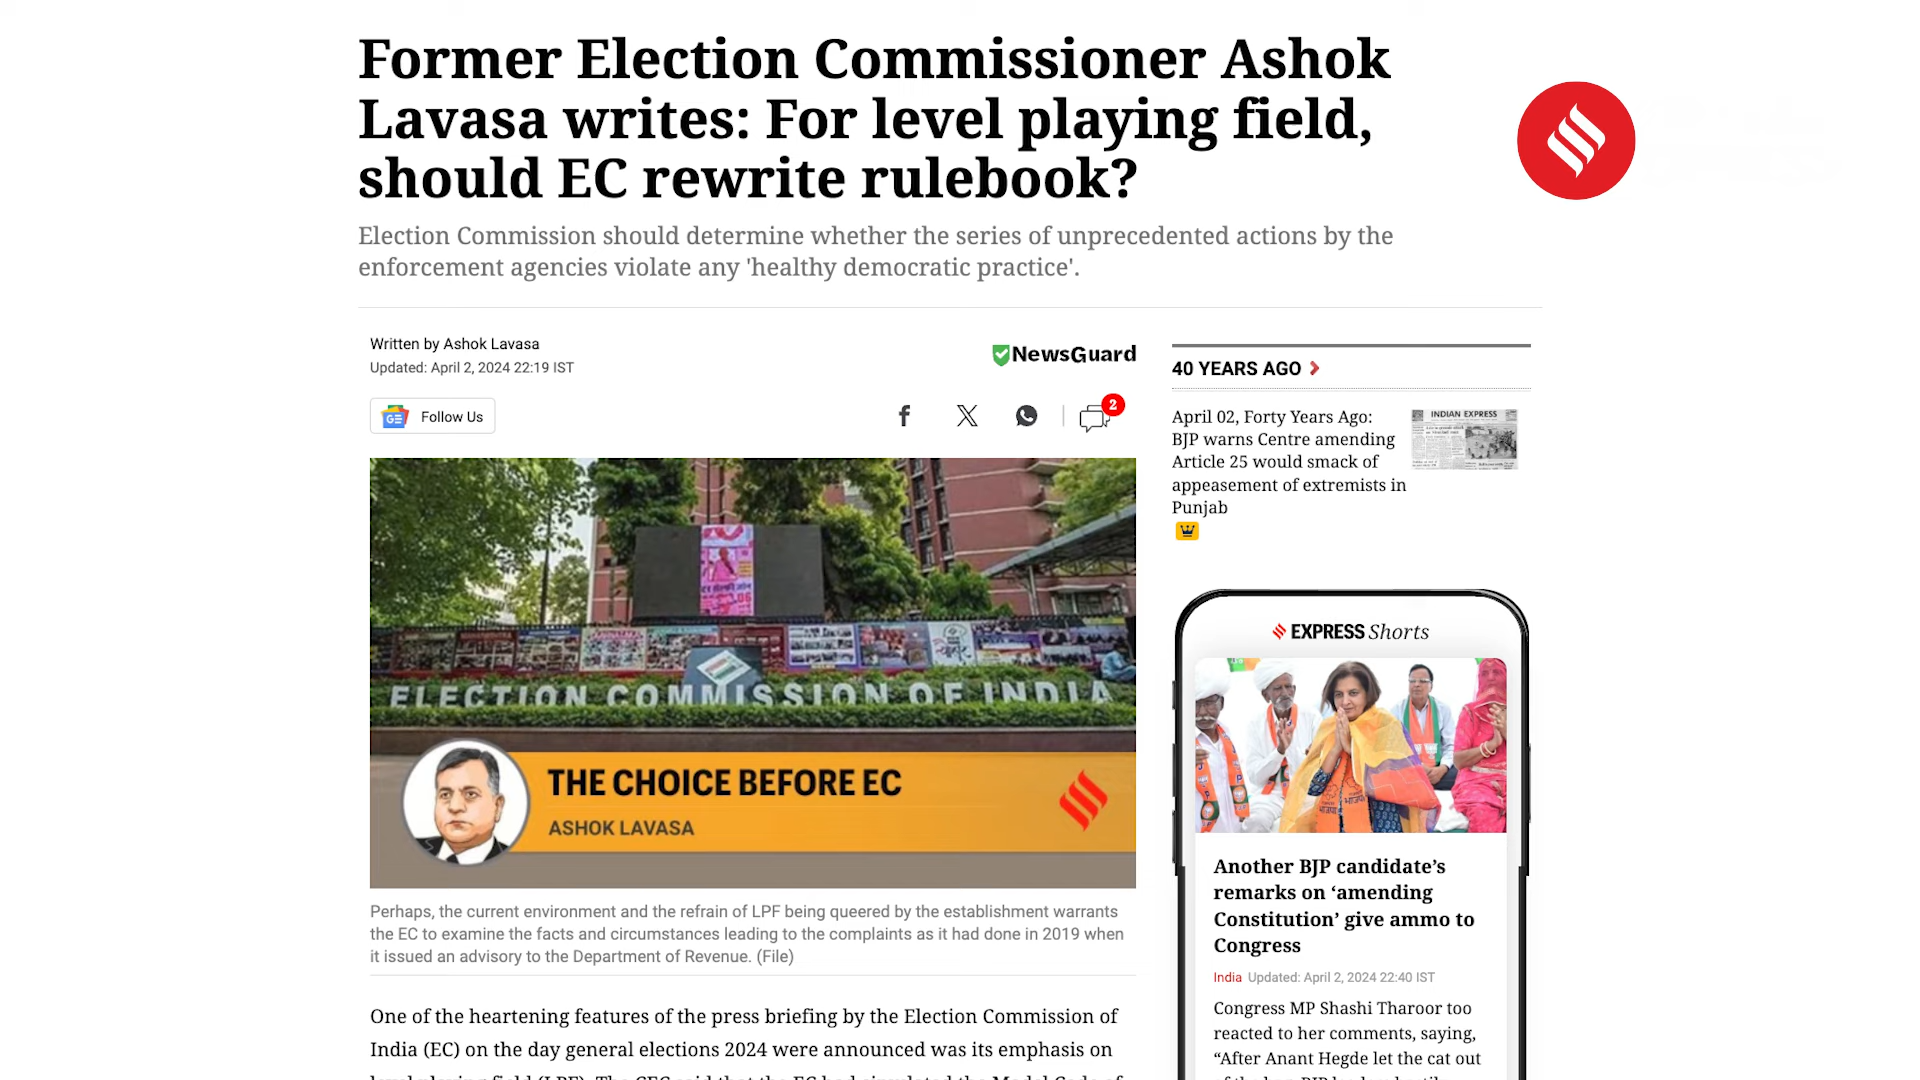 Former Election Commissioner Ashok
Lavasa writes: For level playing field,
should EC rewrite rulebook?
Election Commission should determine whether the series of unprecedented actions by the
enforcement agencies violate any 'healthy democratic practice'.
Written by Ashok Lavasa
Updated: April 2, 2024 22:19 IST
NewsGuard
GE Follow Us
2
ELECTION COMMISSION OF INDIA
THE CHOICE BEFORE EC
ASHOK LAVASA
Perhaps, the current environment and the refrain of LPF being queered by the establishment warrants
the EC to examine the facts and circumstances leading to the complaints as it had done in 2019 when
it issued an advisory to the Department of Revenue. (File)
One of the heartening features of the press briefing by the Election Commission of
India (EC) on the day general elections 2024 were announced was its emphasis on
40 YEARS AGO
April 02, Forty Years Ago:
BJP warns Centre amending
Article 25 would smack of
appeasement of extremists in
Punjab
INDIAN EXPRESS
EXPRESS Shorts
Another BJP candidate’s
remarks on ‘amending
Constitution’ give ammo to
Congress
India Updated: April 2, 2024 22:40 IST
Congress MP Shashi Tharoor too
reacted to her comments, saying,
“After Anant Hegde let the cat out